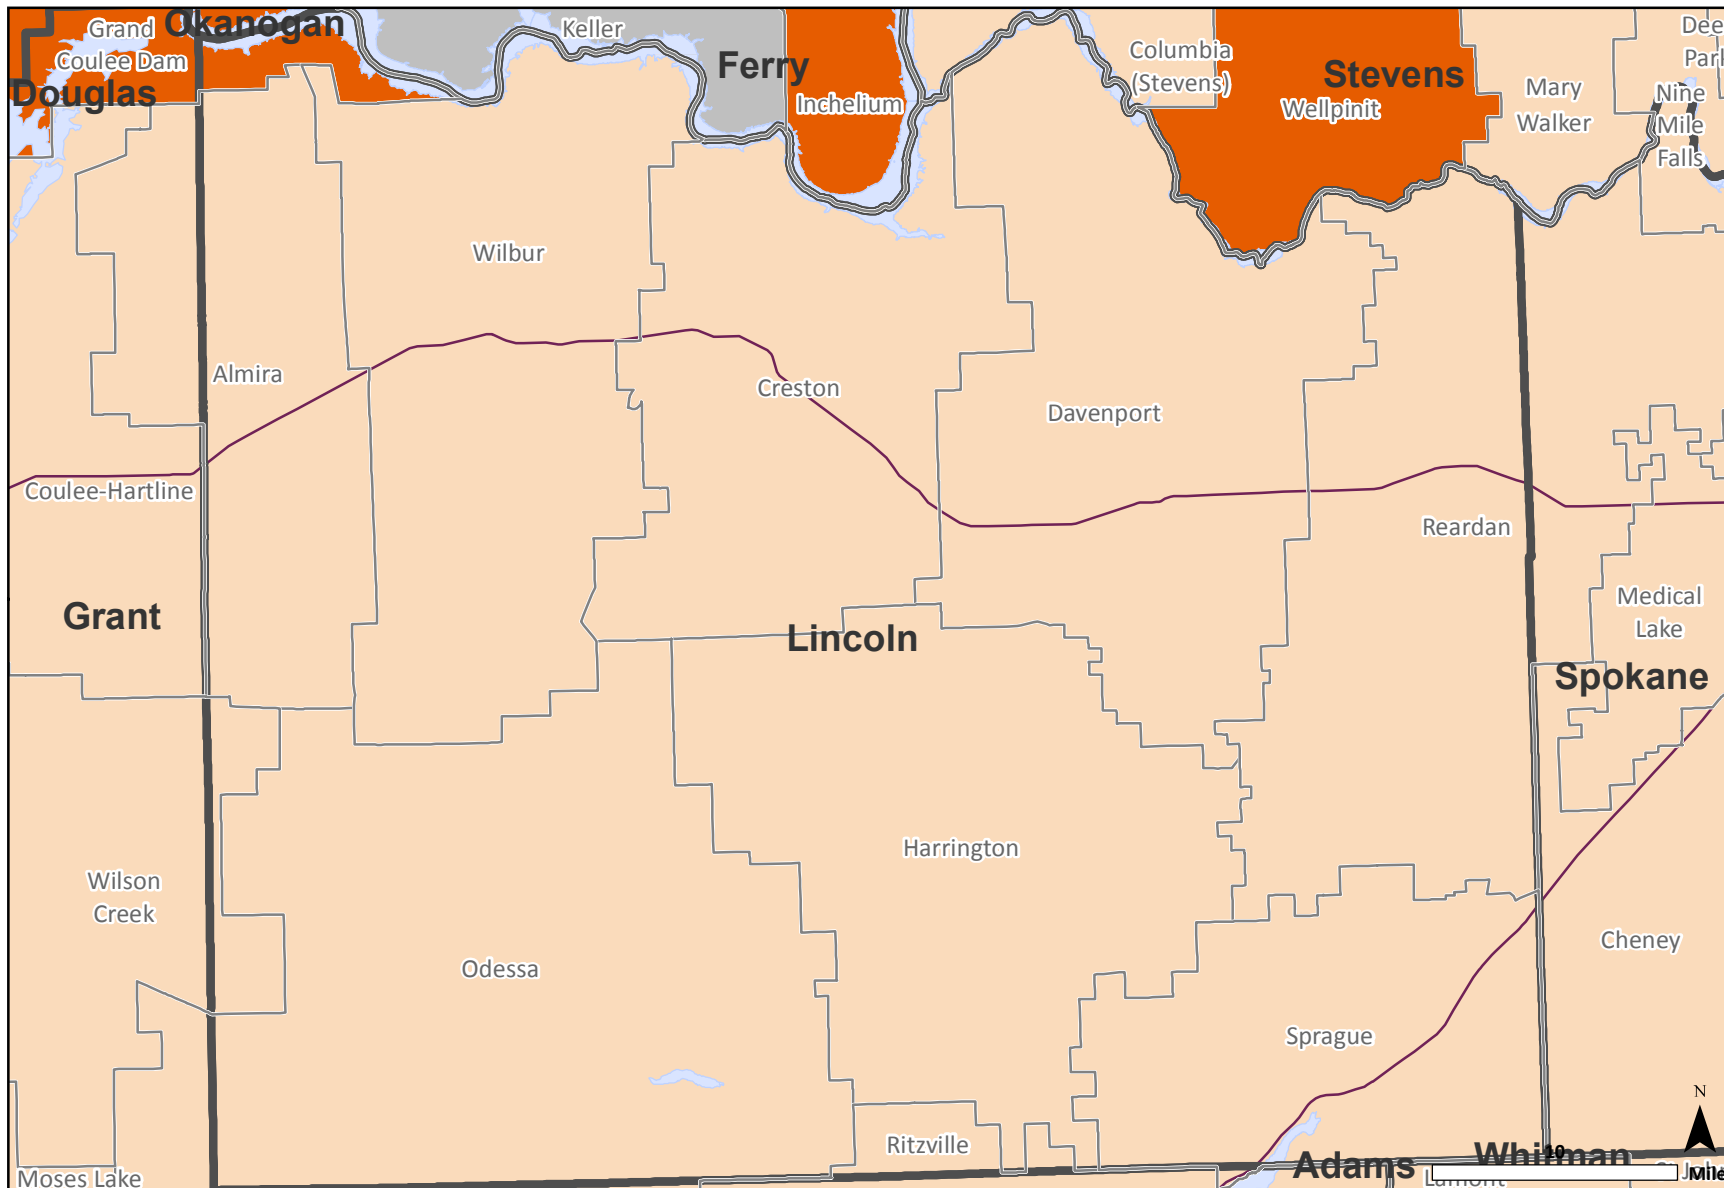 Okanogan
Grand
Coulee Dam
Douglas
Keller
Ferry
Inchelium
Columbia
(Stevens)
Stevens
Wellpinit
Mary
Walker
Nine
Mile
Falls
Wilbur
Almira
Creston
Davenport
Coulee-Hartline
Reardan
Medical
Lake
Grant
Lincoln
Spokane
Harrington
Wilson
Creek
Odessa
Cheney
Sprague
Ritzville
Moses Lake
Adams
Whitman
Lamont
10
N